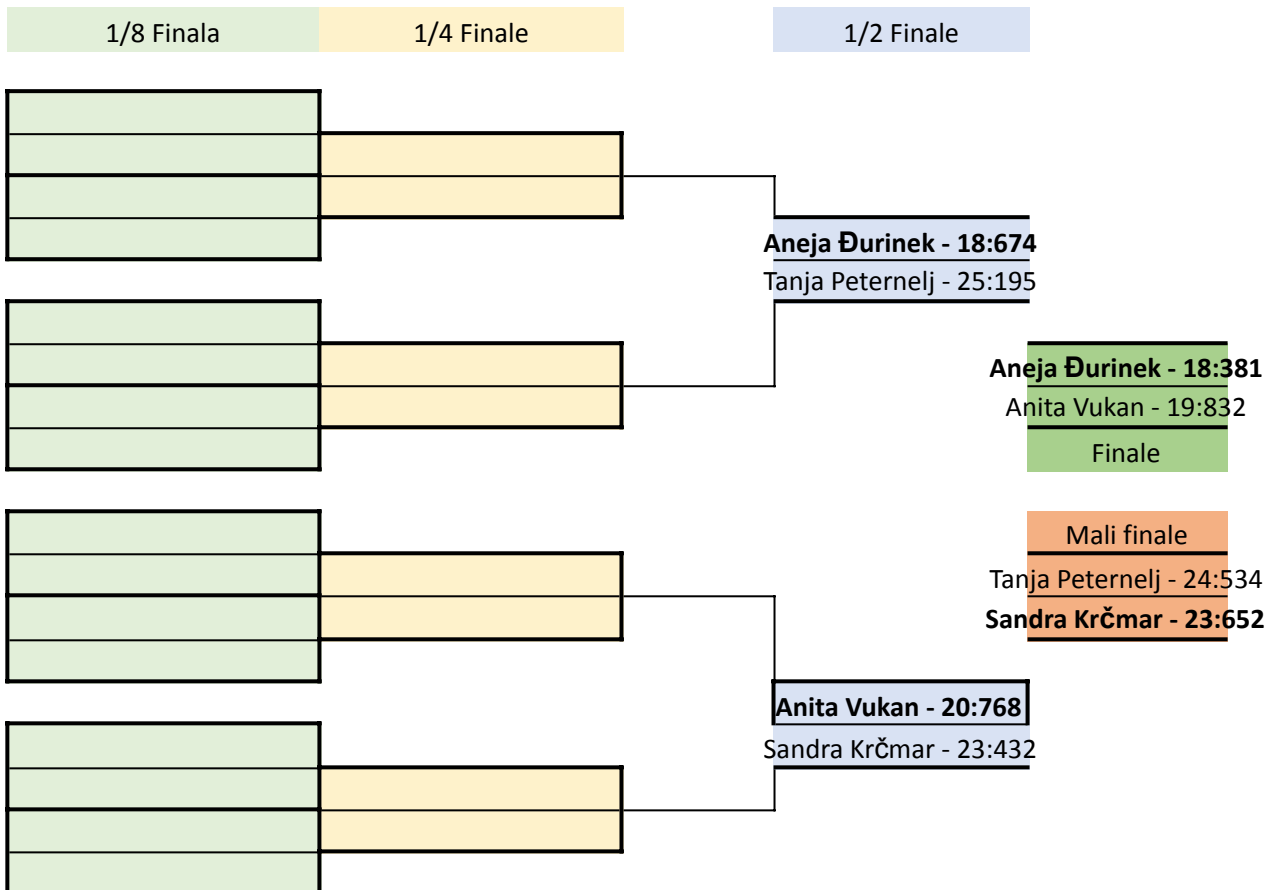 1/8 Finala
1/4 Finale
1/2 Finale
Aneja Đurinek - 18:674
Tanja Peternelj - 25:195
Aneja Đurinek - 18:381
Anita Vukan - 19:832
Finale
Mali finale
Tanja Peternelj - 24:534
Sandra Krčmar - 23:652
Anita Vukan - 20:768
Sandra Krčmar - 23:432